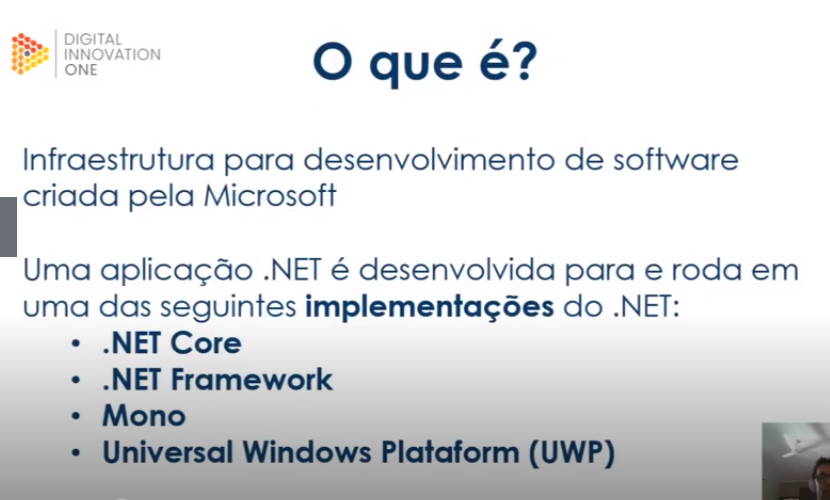 DIGITAL
INNOVATION
ONE
O que é?
Infraestrutura para desenvolvimento de software
criada pela Microsoft
Uma aplicação .NET é desenvolvida para e roda em
uma das seguintes implementações do .NET:
• .NET Core
• .NET Framework
• Mono
• Universal Windows Plataform (UWP)